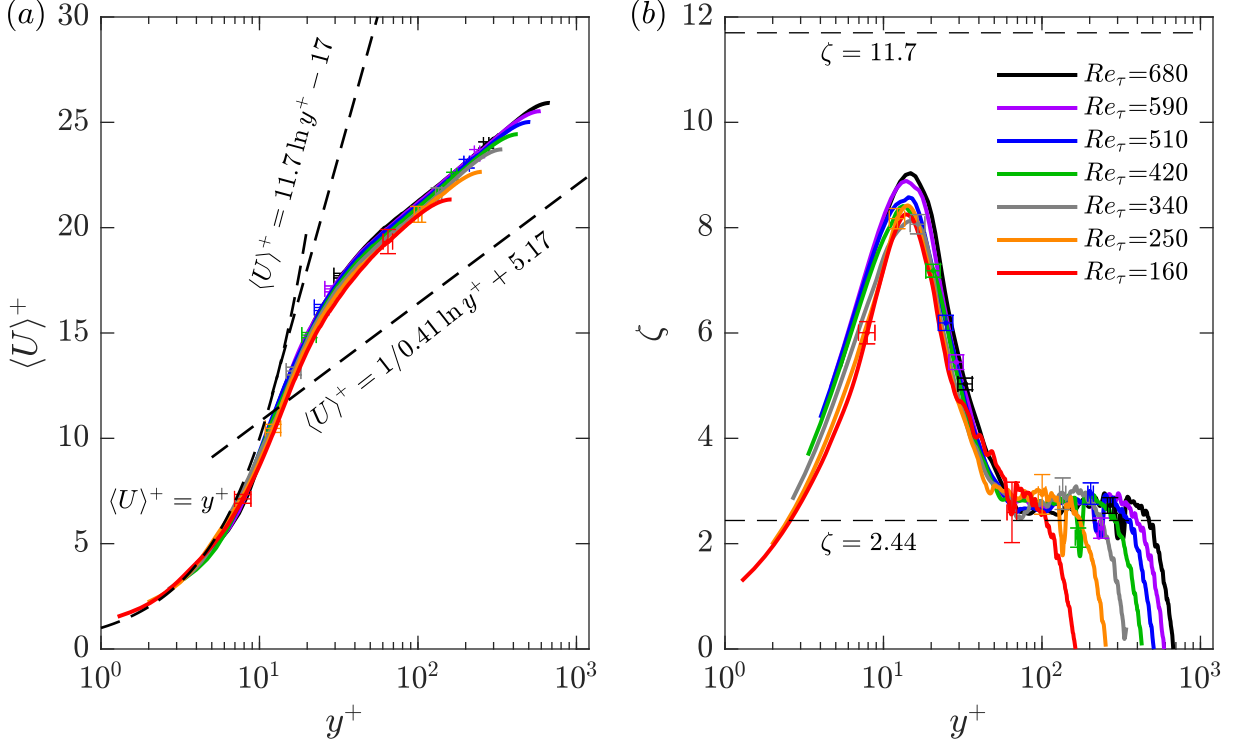 (a)
30
25
20
15
10
5
0
10⁰
10¹
10²
10³
⟨U⟩⁺
y⁺
⟨U⟩⁺ = 11.7 ln y⁺ − 17
⟨U⟩⁺ = 1/0.41 ln y⁺ + 5.17
⟨U⟩⁺ = y⁺
(b)
12
10
8
6
4
2
0
10⁰
10¹
10²
10³
ζ
y⁺
ζ = 11.7
Re_τ=680
Re_τ=590
Re_τ=510
Re_τ=420
Re_τ=340
Re_τ=250
Re_τ=160
ζ = 2.44